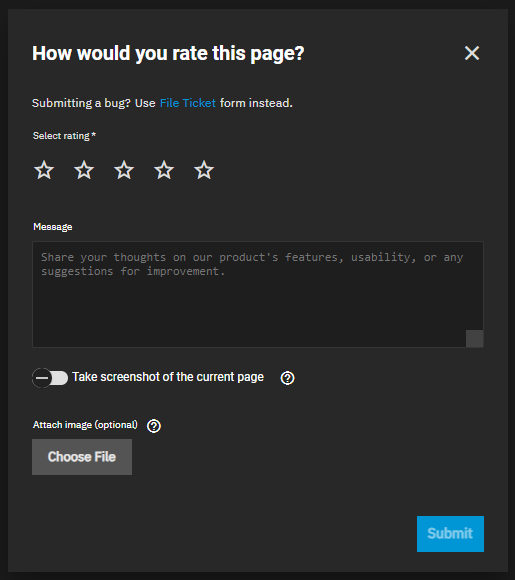 How would you rate this page?
Submitting a bug? Use File Ticket form instead.
Select rating *
Message
Share your thoughts on our product's features, usability, or any
suggestions for improvement.
Take screenshot of the current page
Attach image (optional)
Choose File
Submit